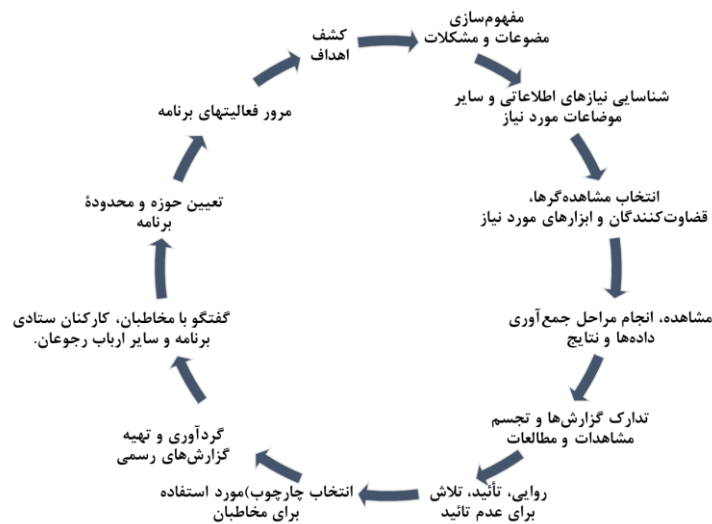 مفهوم‌سازی
مضوعات و مشکلات
شناسایی نیازهای اطلاعاتی و سایر
موضاعات مورد نیاز
انتخاب مشاهده‌گرها،
قضاوت‌کنندگان و ابزارهای مورد نیاز
مشاهده، انجام مراحل جمع‌آوری
داده‌ها و نتایج
تدارک گزارش‌ها و تجسم
مشاهدات و مطالعات
روایی، تأئید، تلاش
برای عدم تائید
انتخاب چارچوب)مورد استفاده
برای مخاطبان
گردآوری و تهیه
گزارش‌های رسمی
گفتگو با مخاطبان، کارکنان ستادی
برنامه و سایر ارباب رجوعان.
تعیین حوزه و محدودۀ
برنامه
مرور فعالیتهای برنامه
کشف
اهداف